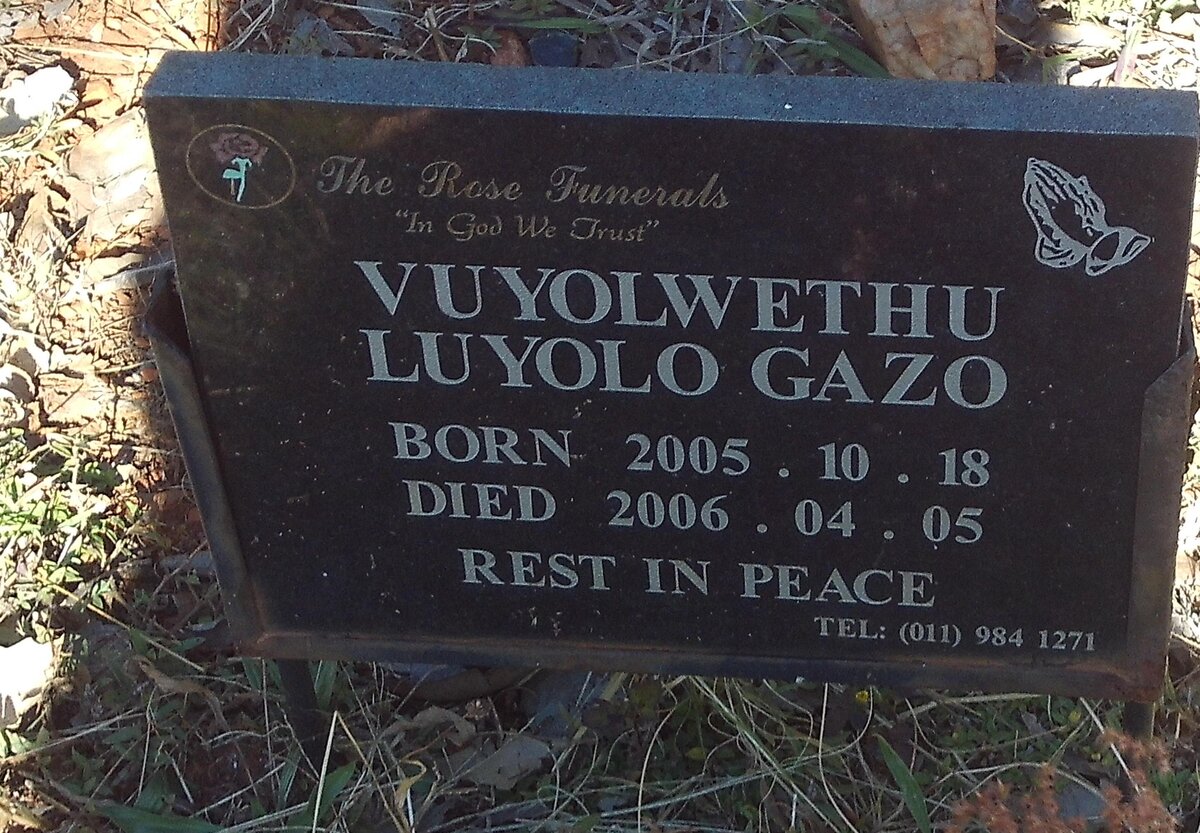 The Rose Funerals
"In God We Trust"
VUYOLWETHU
LUYOLO GAZO
BORN 2005 . 10 . 18
DIED 2006 . 04 . 05
REST IN PEACE
TEL: (011) 984 1271